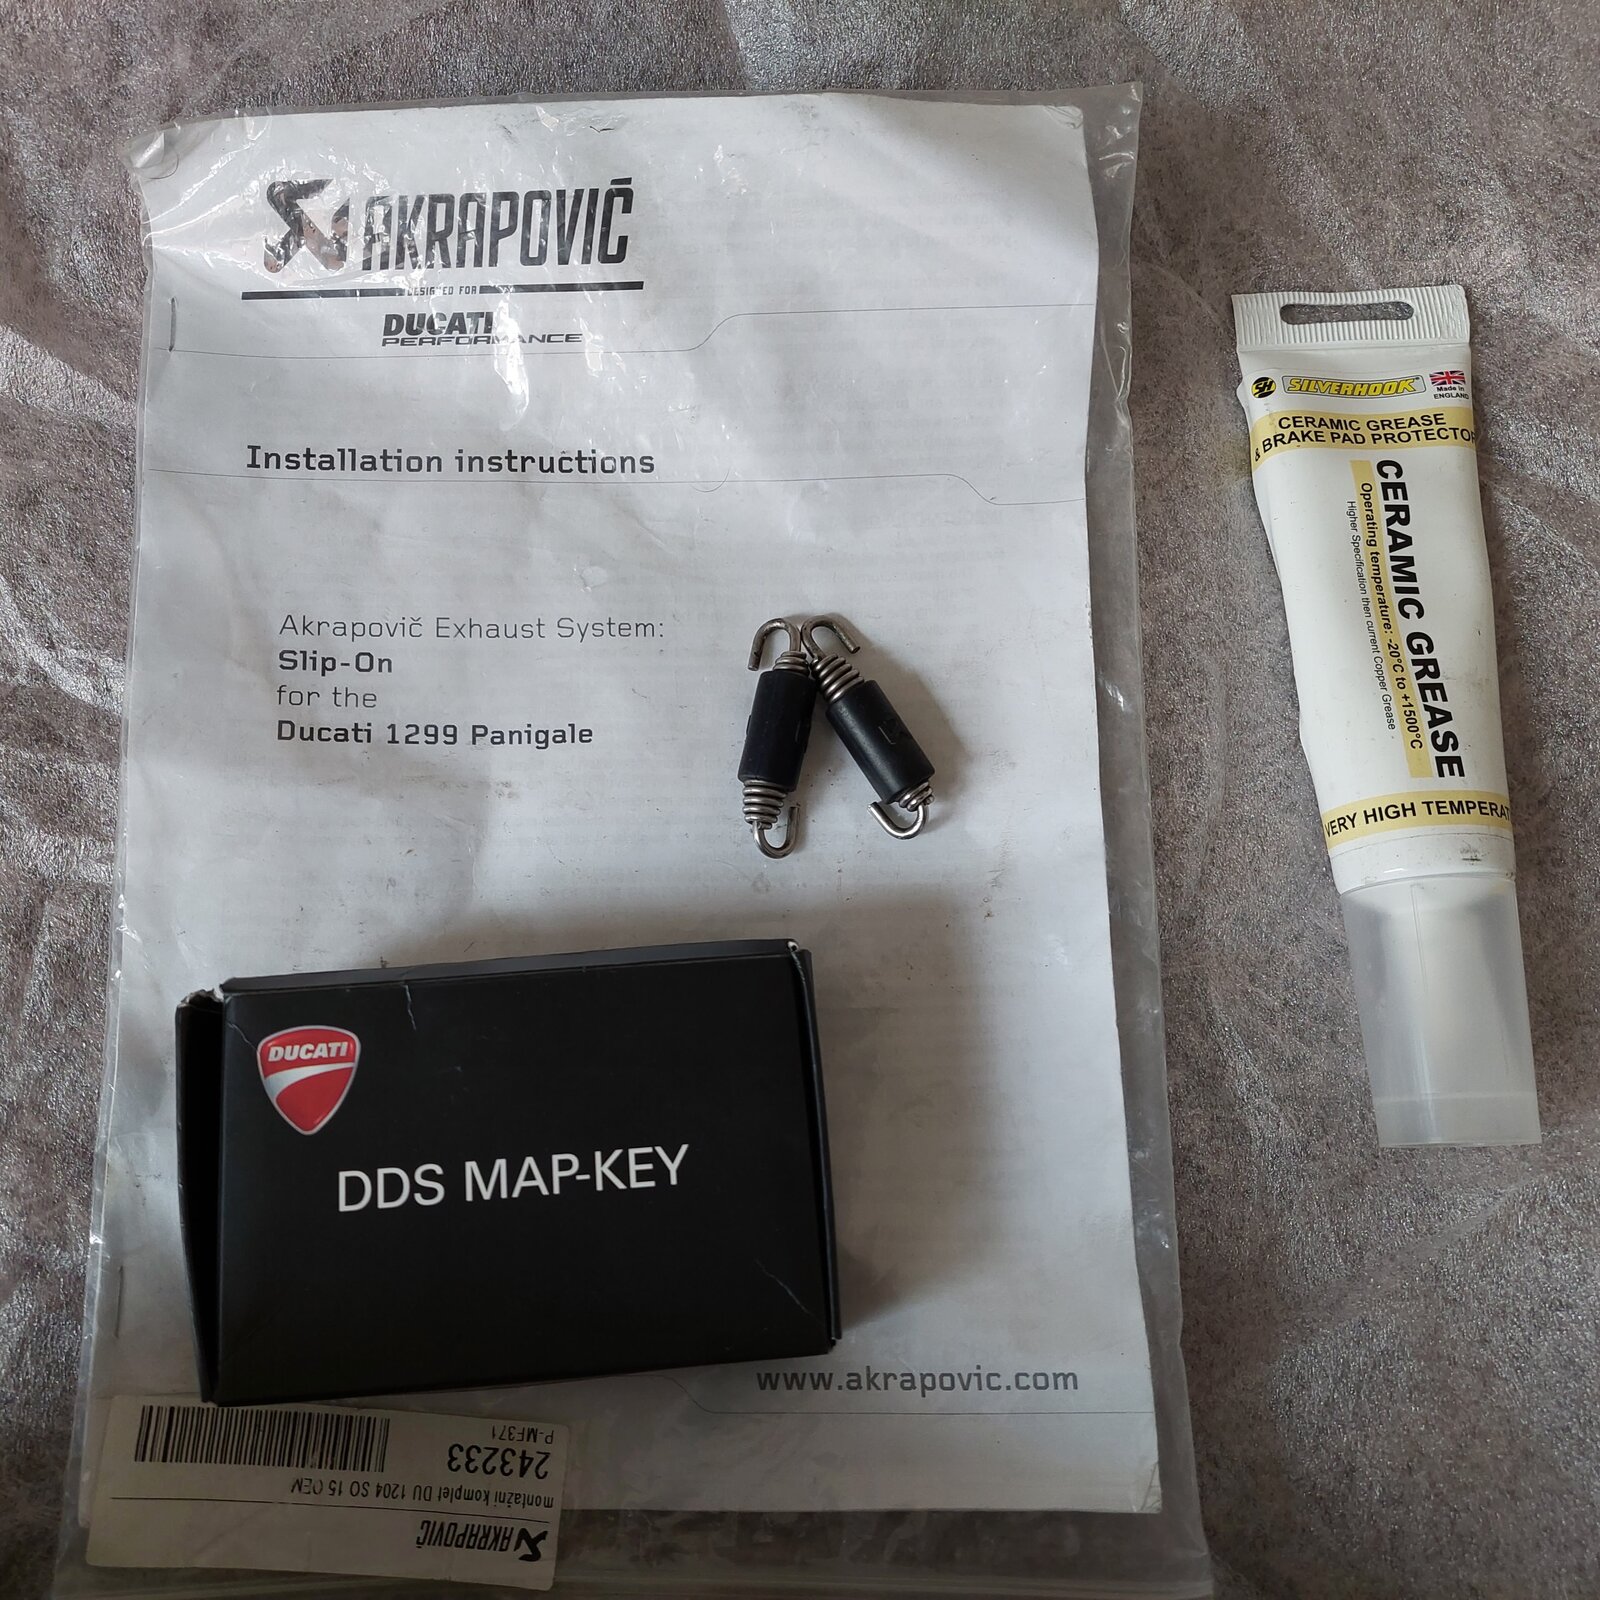 AKRAPOVIČ
DESIGNED FOR
DUCATI
PERFORMANCE
Installation instructions
Akrapovič Exhaust System:
Slip-On
for the
Ducati 1299 Panigale
DUCATI
DDS MAP-KEY
www.akrapovic.com
AKRAPOVIČ
montažni komplet DU 1204 SO 15 OEM
243233
P-MF371
SH SILVERHOOK
Made in
ENGLAND
CERAMIC GREASE
& BRAKE PAD PROTECTOR
CERAMIC GREASE
Operating temperature: -20°C to +1500°C
Higher Specification then current Copper Grease
VERY HIGH TEMPERAT